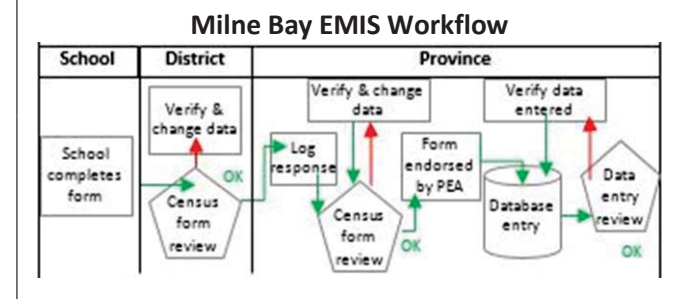 Milne Bay EMIS Workflow
School
District
Province
School
completes
form
Verify &
change data
OK
Census
form
review
Log
response
Verify & change
data
Census
form
review
OK
Form
endorsed
by PEA
Verify data
entered
Database
entry
Data
entry
review
OK